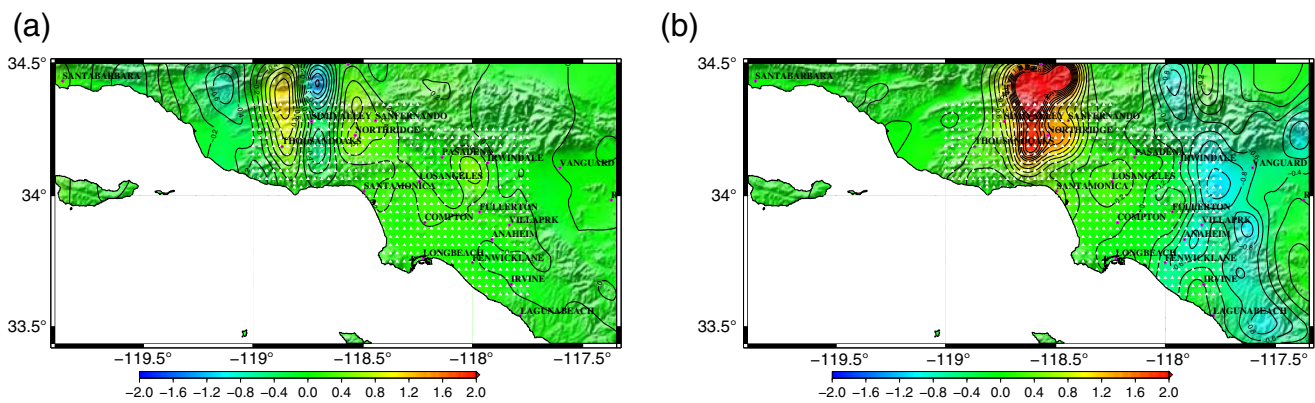 (a)
34.5°
34°
33.5°
SANTABARBARA
SIMIVALLEY SANFERNANDO
NORTHRIDGE
THOUSANDOAKS
PASADENA
IRWINDALE
VANGUARD
LOSANGELES
SANTAMONICA
FULLERTON
COMPTON
VILLAPRK
ANAHEIM
LONGBEACH
FENWICKLANE
IRVINE
LAGUNABEACH
−119.5 −119 −118.5 −118 −117.5
−2.0 −1.6 −1.2 −0.8 −0.4 0.0 0.4 0.8 1.2 1.6 2.0
(b)
34.5°
34°
33.5°
SANTABARBARA
SIMIVALLEY SANFERNANDO
NORTHRIDGE
THOUSANDOAKS
PASADENA
IRWINDALE
VANGUARD
LOSANGELES
SANTAMONICA
FULLERTON
COMPTON
VILLAPRK
ANAHEIM
LONGBEACH
FENWICKLANE
IRVINE
LAGUNABEACH
−119.5 −119 −118.5 −118 −117.5
−2.0 −1.6 −1.2 −0.8 −0.4 0.0 0.4 0.8 1.2 1.6 2.0